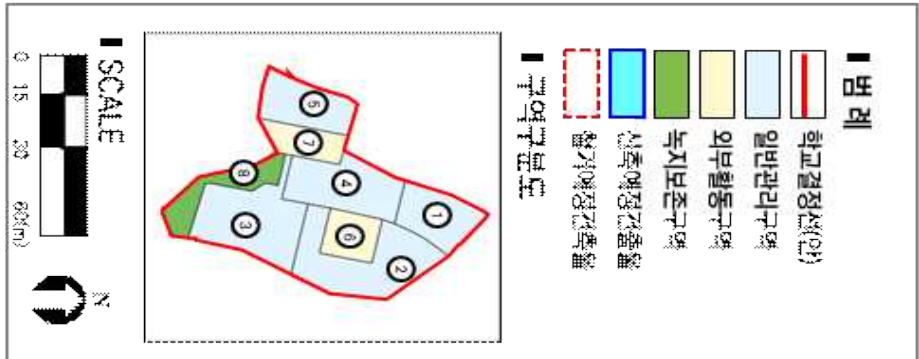 범 례
학교결정선(안)
일반관리구역
외부활동구역
녹지보존구역
신축예정건축물
철거예정건축물
구역구분도
1
2
3
4
5
6
7
8
SCALE
0 15 30 60(m)
N